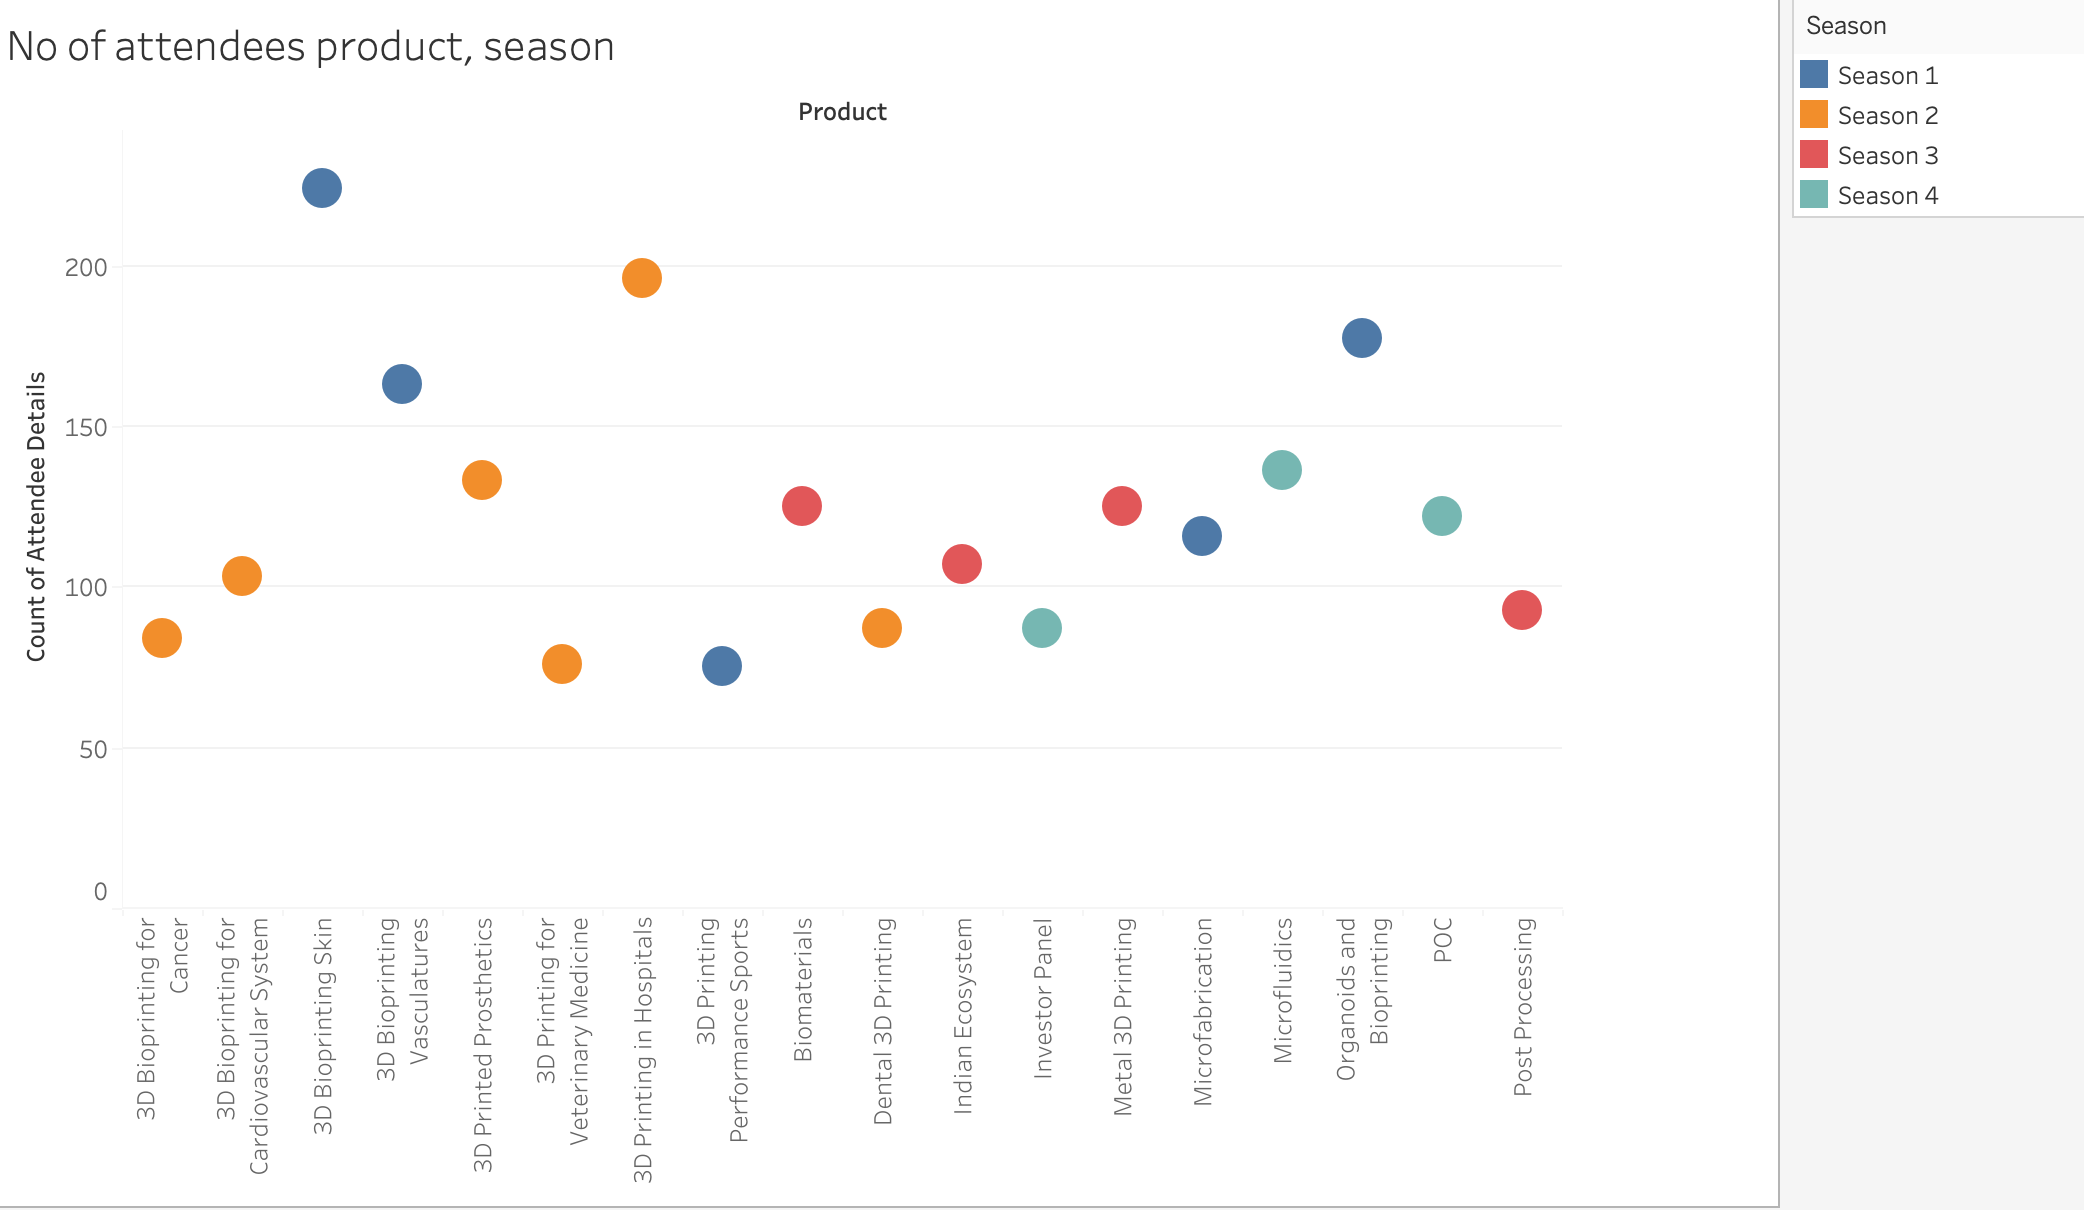 No of attendees product, season
Product
Count of Attendee Details
200
150
100
50
0
3D Bioprinting for
Cancer
3D Bioprinting for
Cardiovascular System
3D Bioprinting Skin
3D Bioprinting
Vasculatures
3D Printed Prosthetics
3D Printing for
Veterinary Medicine
3D Printing in Hospitals
3D Printing
Performance Sports
Biomaterials
Dental 3D Printing
Indian Ecosystem
Investor Panel
Metal 3D Printing
Microfabrication
Microfluidics
Organoids and
Bioprinting
POC
Post Processing
Season
Season 1
Season 2
Season 3
Season 4